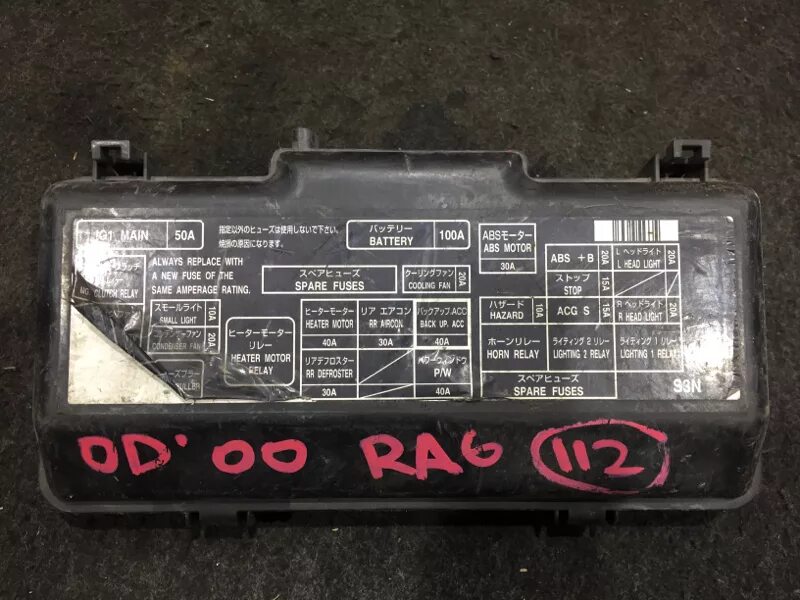 IG1 MAIN 50A
指定以外のヒューズは使用しないで下さい。
焼損の原因になります。
バッテリー
BATTERY 100A
ABSモーター
ABS MOTOR
30A
ALWAYS REPLACE WITH
A NEW FUSE OF THE
SAME AMPERAGE RATING.
CLUTCH RELAY
スペアヒューズ
SPARE FUSES
クーリングファン
COOLING FAN
20A
ABS +B 20A
L ヘッドライト
L HEAD LIGHT
20A
ストップ
STOP
15A
スモールライト
SMALL LIGHT
10A
CONDENSER FAN
20A
ヒーターモーター
リレー
HEATER MOTOR
RELAY
ヒーターモーター
HEATER MOTOR
40A
リア エアコン
RR AIRCON
30A
バックアップ,ACC
BACK UP, ACC
40A
ハザード
HAZARD
10A
ACG S 15A
R ヘッドライト
R HEAD LIGHT
20A
リアデフロスター
RR DEFROSTER
30A
パワーウィンドウ
P/W
40A
ホーンリレー
HORN RELAY
ライティング 2 リレー
LIGHTING 2 RELAY
ライティング 1 リレー
LIGHTING 1 RELAY
スペアヒューズ
SPARE FUSES
S3N
OD'00 RA6 112